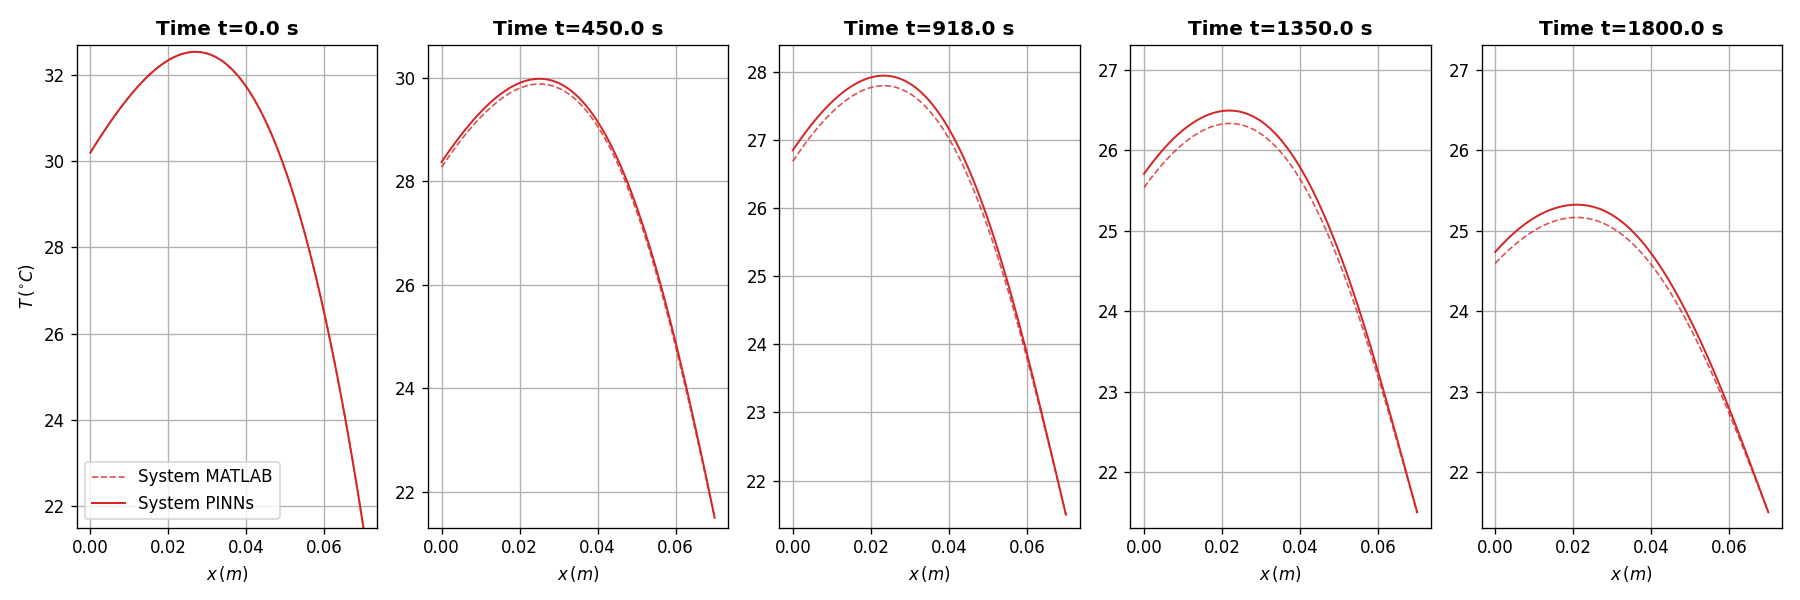 Time t=0.0 s
Time t=450.0 s
Time t=918.0 s
Time t=1350.0 s
Time t=1800.0 s
T (°C)
32
30
28
26
24
22
System MATLAB
System PINNs
0.00 0.02 0.04 0.06
x (m)
30
28
26
24
22
0.00 0.02 0.04 0.06
x (m)
28
27
26
25
24
23
22
0.00 0.02 0.04 0.06
x (m)
27
26
25
24
23
22
0.00 0.02 0.04 0.06
x (m)
27
26
25
24
23
22
0.00 0.02 0.04 0.06
x (m)